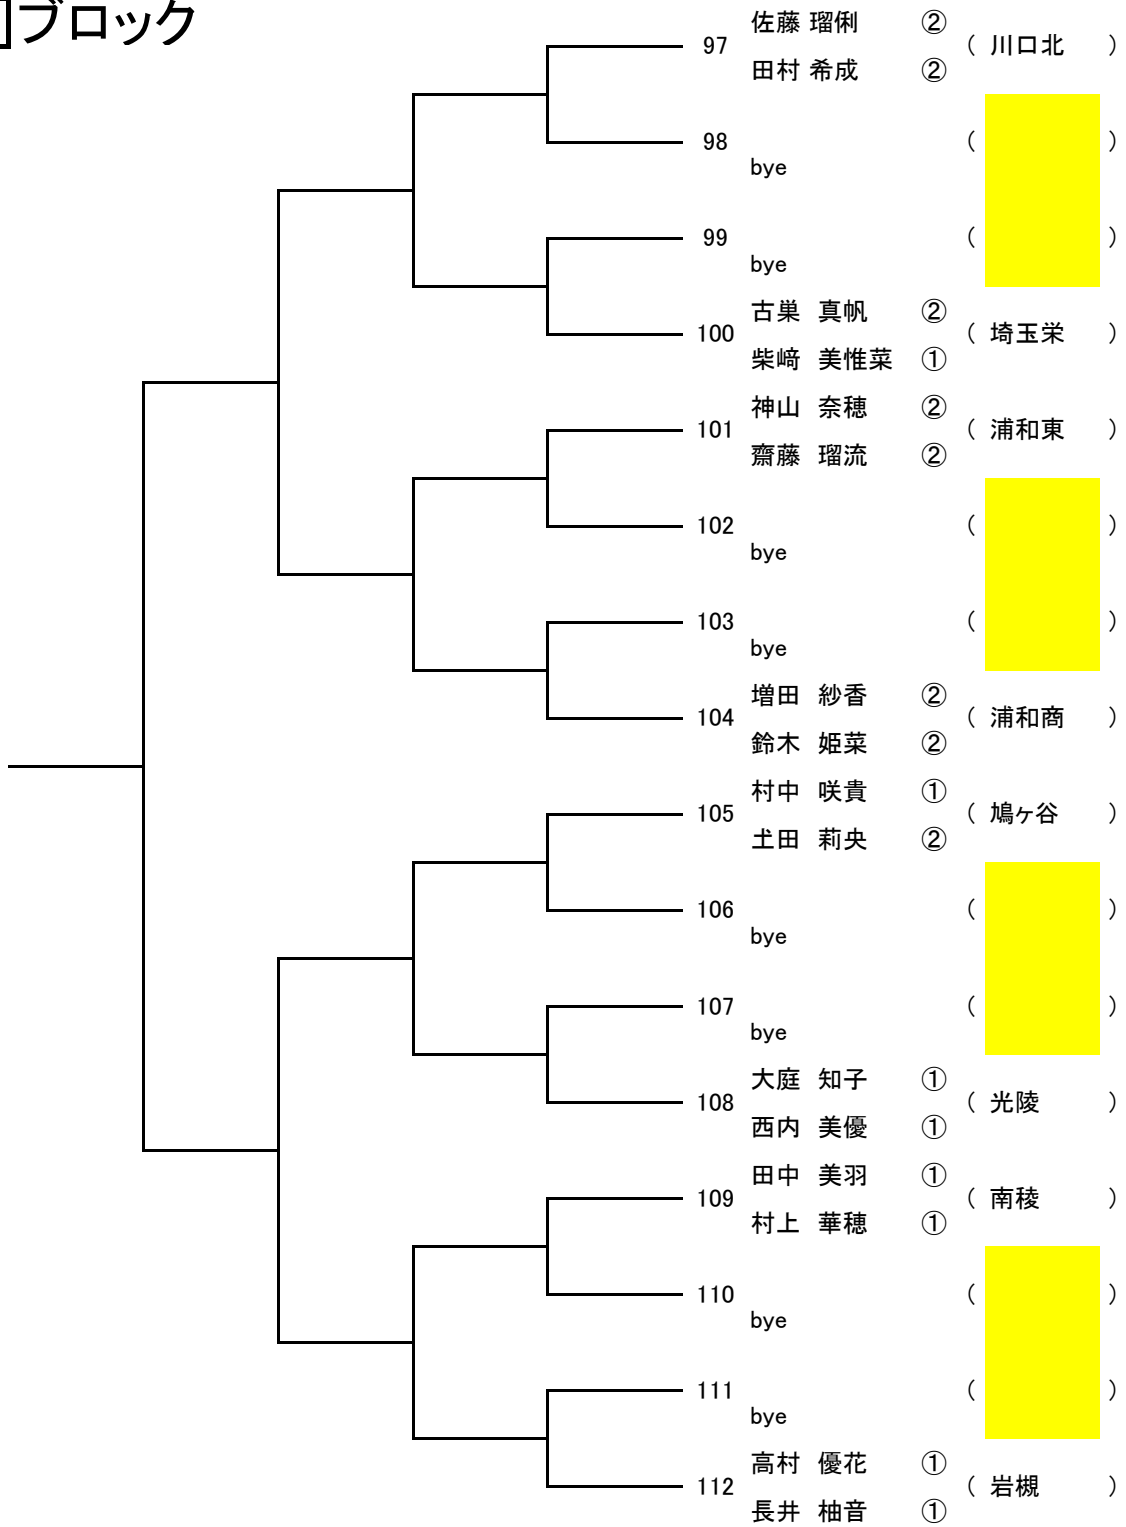 ブロック
佐藤 瑠俐 ②
97 ( 川口北 )
田村 希成 ②
98 ( )
bye
99 ( )
bye
古巣 真帆 ②
100 ( 埼玉栄 )
柴﨑 美惟菜 ①
神山 奈穂 ②
101 ( 浦和東 )
齋藤 瑠流 ②
102 ( )
bye
103 ( )
bye
増田 紗香 ②
104 ( 浦和商 )
鈴木 姫菜 ②
村中 咲貴 ①
105 ( 鳩ヶ谷 )
圡田 莉央 ②
106 ( )
bye
107 ( )
bye
大庭 知子 ①
108 ( 光陵 )
西内 美優 ①
田中 美羽 ①
109 ( 南稜 )
村上 華穂 ①
110 ( )
bye
111 ( )
bye
高村 優花 ①
112 ( 岩槻 )
長井 柚音 ①